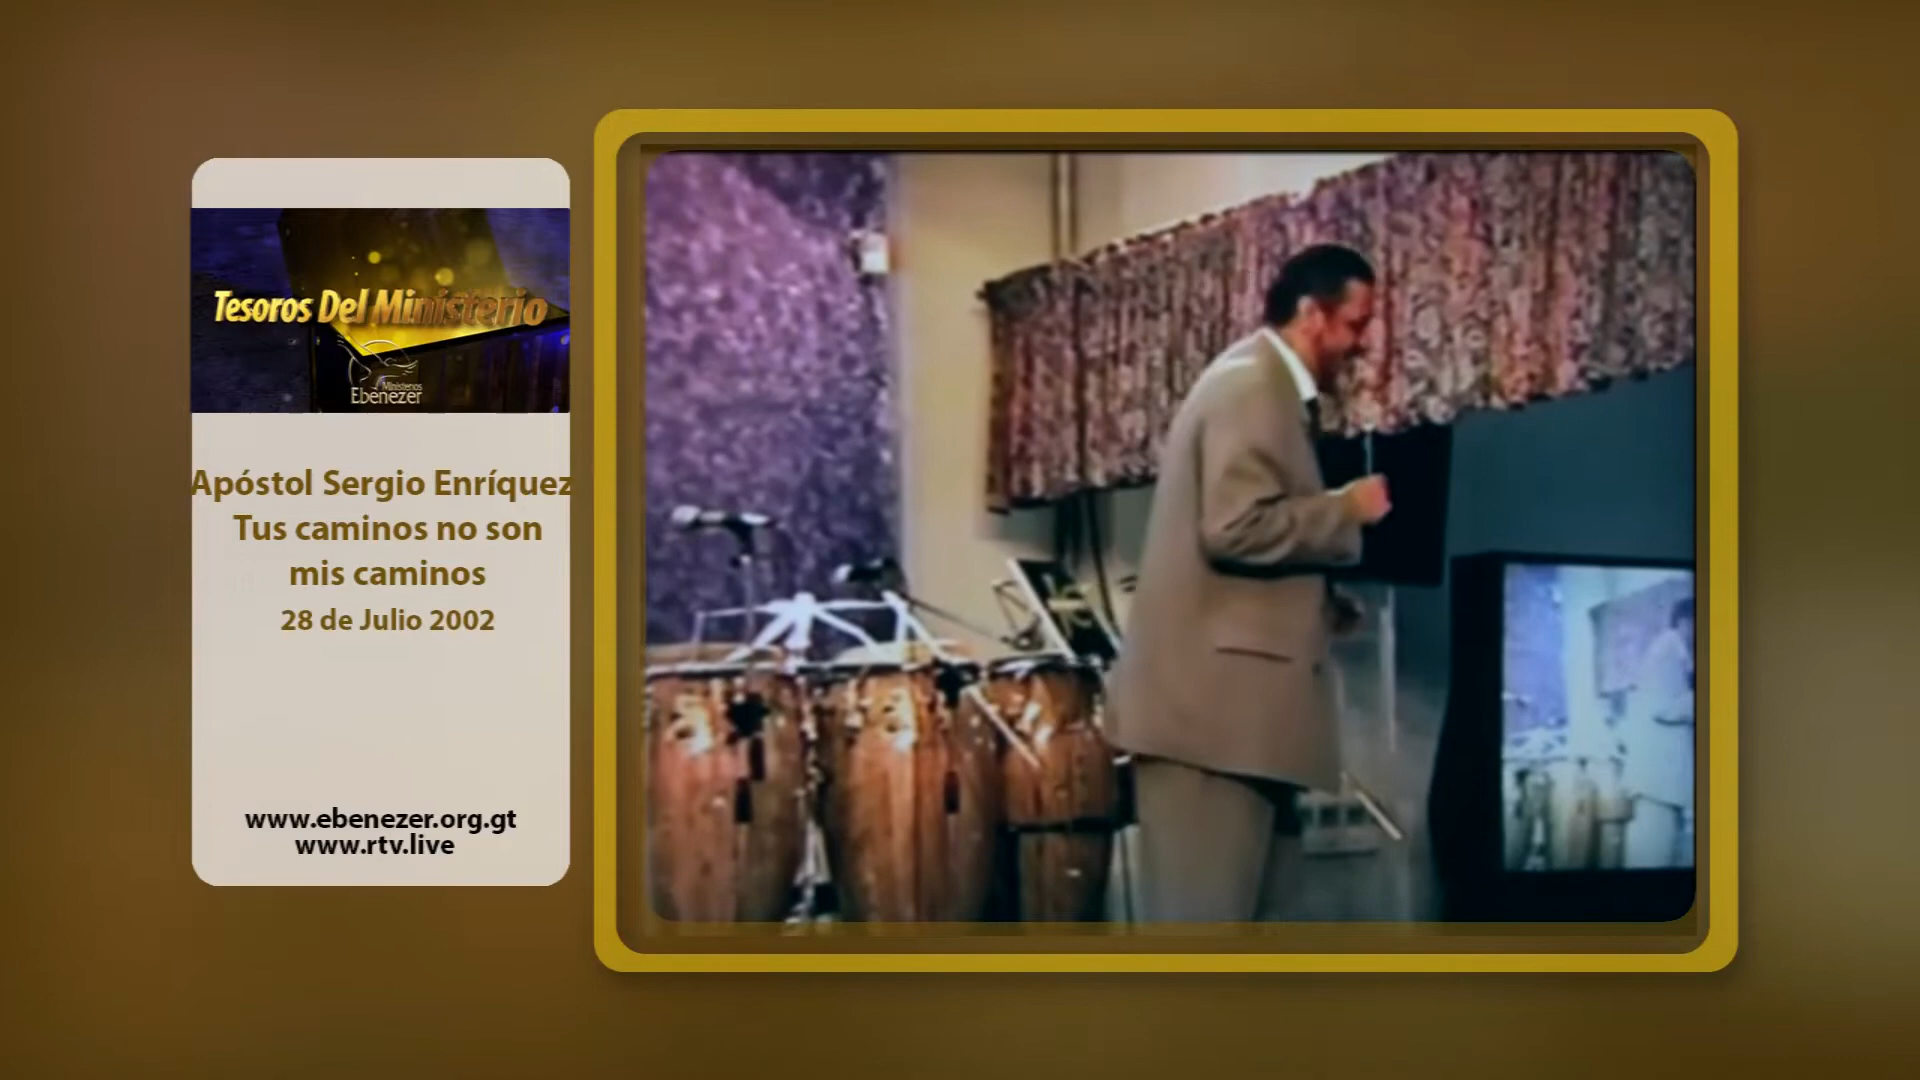 Tesoros Del Ministerio
Ministerios
Ebenezer
Apóstol Sergio Enríquez
Tus caminos no son
mis caminos
28 de Julio 2002
www.ebenezer.org.gt
www.rtv.live